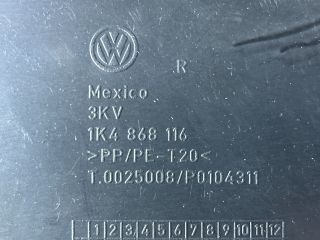 VW
R
Mexico
3KV
1K4 868 116
>PP/PE-T20<
T.0025008/P0104311
1 2 3 4 5 6 7 8 9 10 11 12